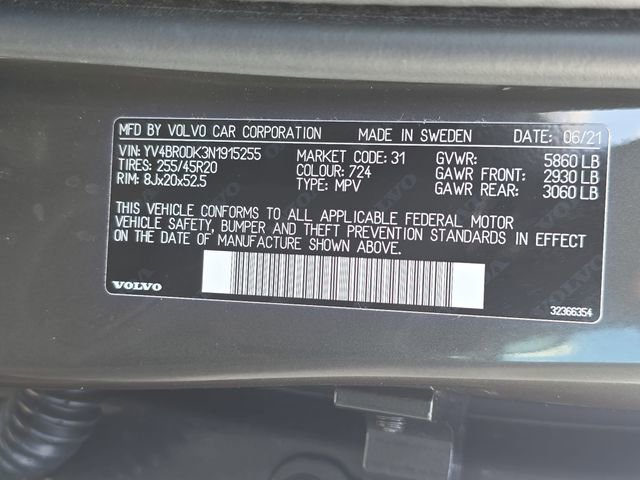 MFD BY VOLVO CAR CORPORATION MADE IN SWEDEN DATE: 06/21
VIN: YV4BR0DK3N1915255 MARKET CODE: 31 GVWR: 5860 LB
TIRES: 255/45R20 COLOUR: 724 GAWR FRONT: 2930 LB
RIM: 8Jx20x52.5 TYPE: MPV GAWR REAR: 3060 LB
THIS VEHICLE CONFORMS TO ALL APPLICABLE FEDERAL MOTOR
VEHICLE SAFETY, BUMPER AND THEFT PREVENTION STANDARDS IN EFFECT
ON THE DATE OF MANUFACTURE SHOWN ABOVE.
VOLVO 32366354